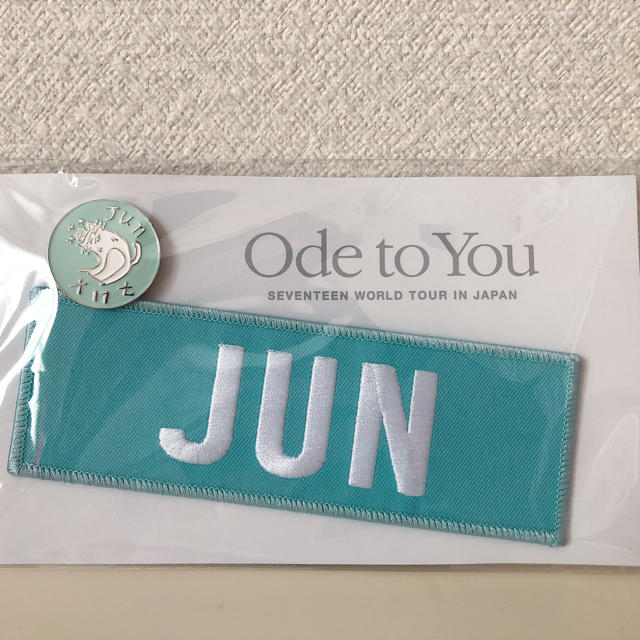 JUN
Ode to You
SEVENTEEN WORLD TOUR IN JAPAN
JUN